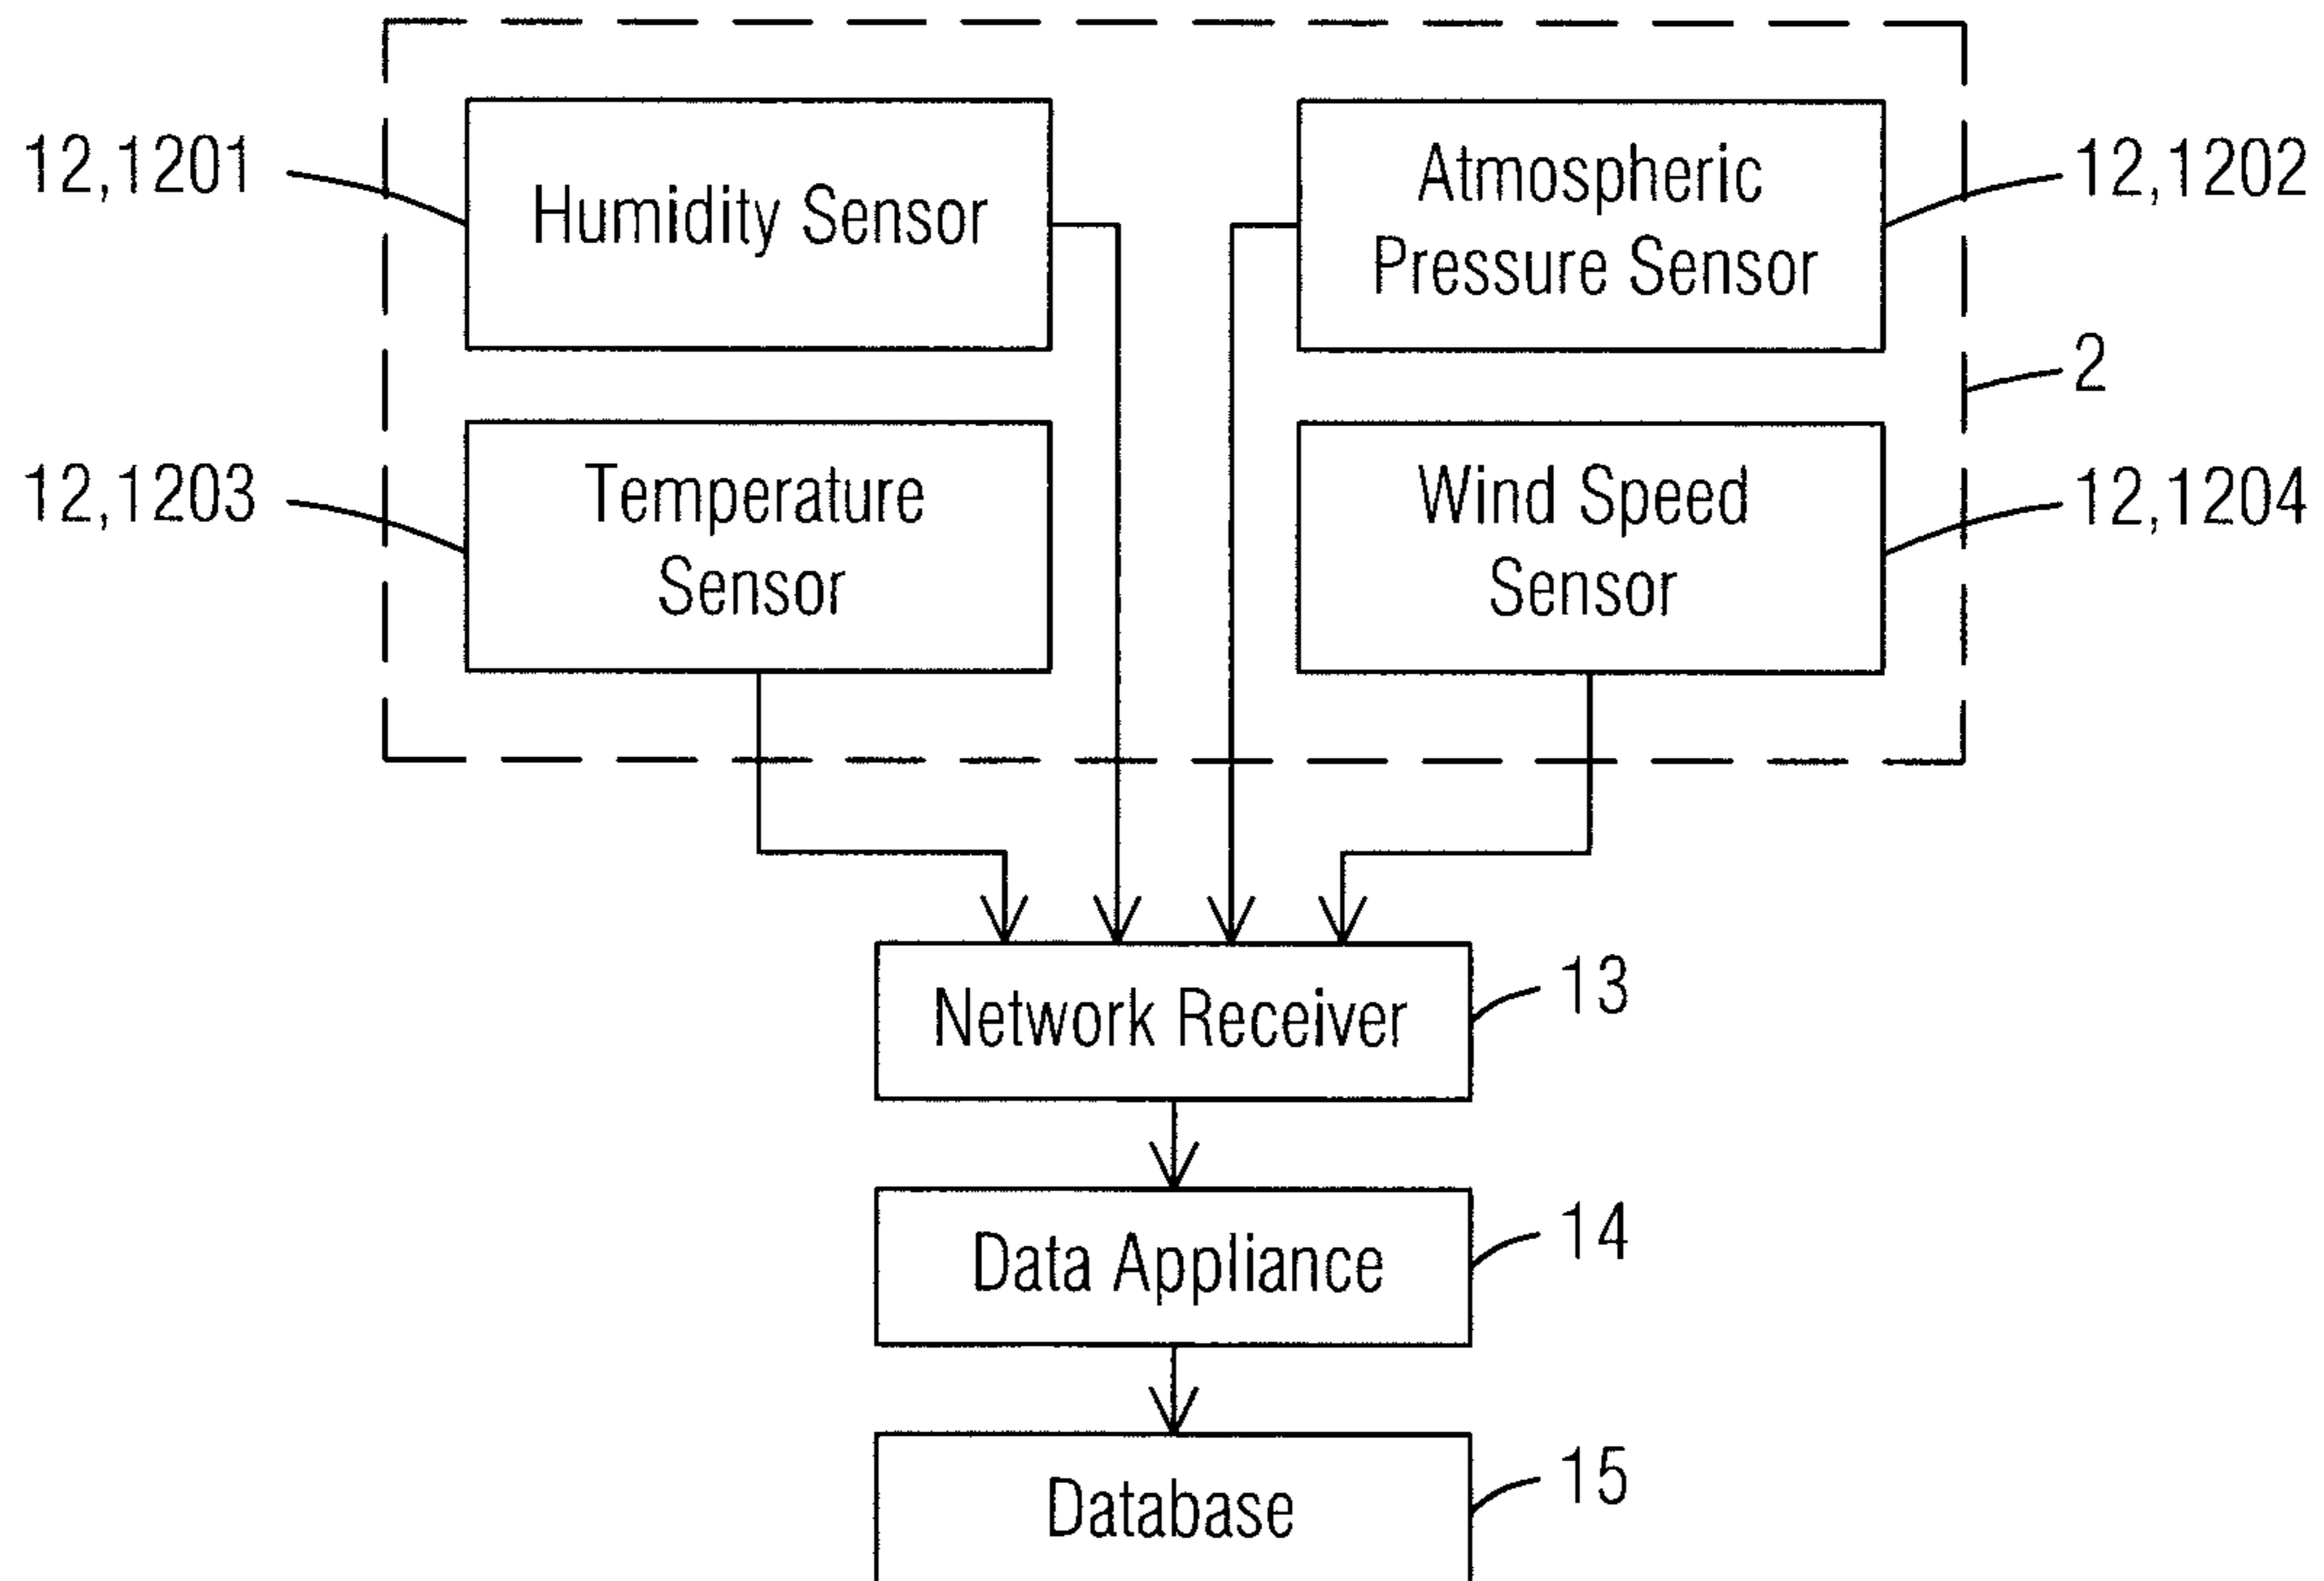 12,1201
Humidity Sensor
Atmospheric
Pressure Sensor
12,1202
2
12,1203
Temperature
Sensor
Wind Speed
Sensor
12,1204
Network Receiver
13
Data Appliance
14
Database
15